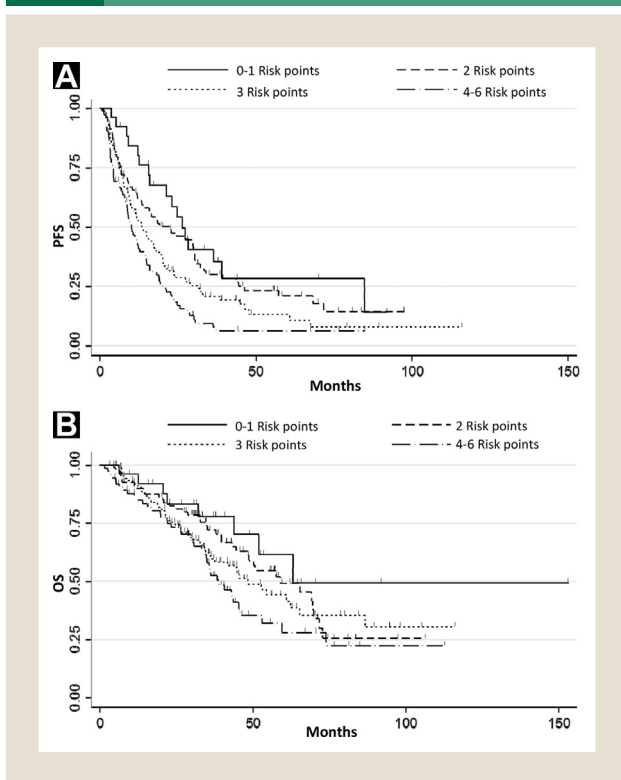 A
0-1 Risk points
2 Risk points
3 Risk points
4-6 Risk points
1.00
0.75
0.50
0.25
0.00
PFS
0 50 100 150
Months
B
0-1 Risk points
2 Risk points
3 Risk points
4-6 Risk points
1.00
0.75
0.50
0.25
0.00
OS
0 50 100 150
Months